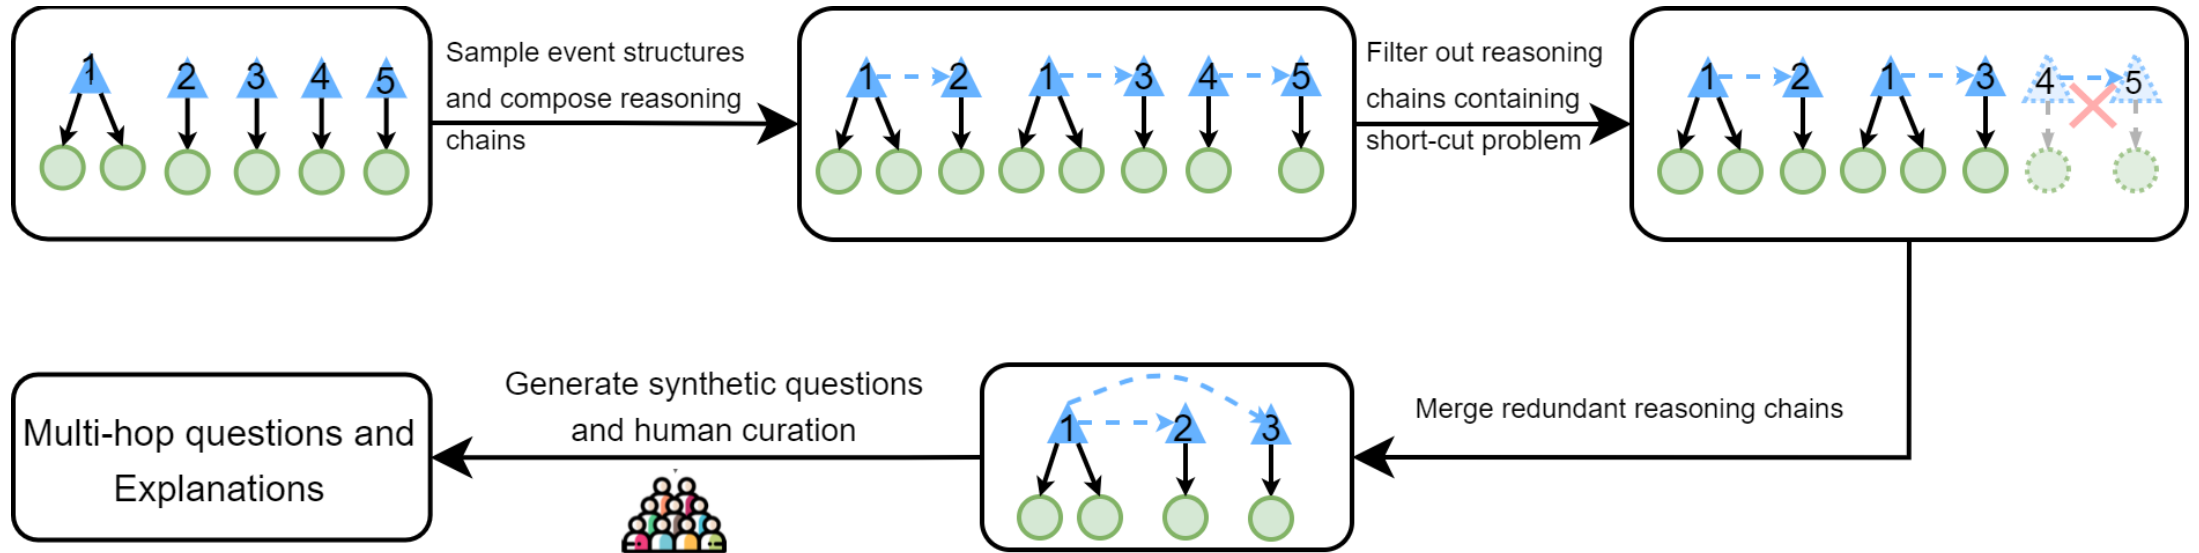 1 2 3 4 5
Sample event structures
and compose reasoning
chains
1 2 1 3 4 5
Filter out reasoning
chains containing
short-cut problem
1 2 1 3 4 5
Merge redundant reasoning chains
1 2 3
Generate synthetic questions
and human curation
Multi-hop questions and
Explanations